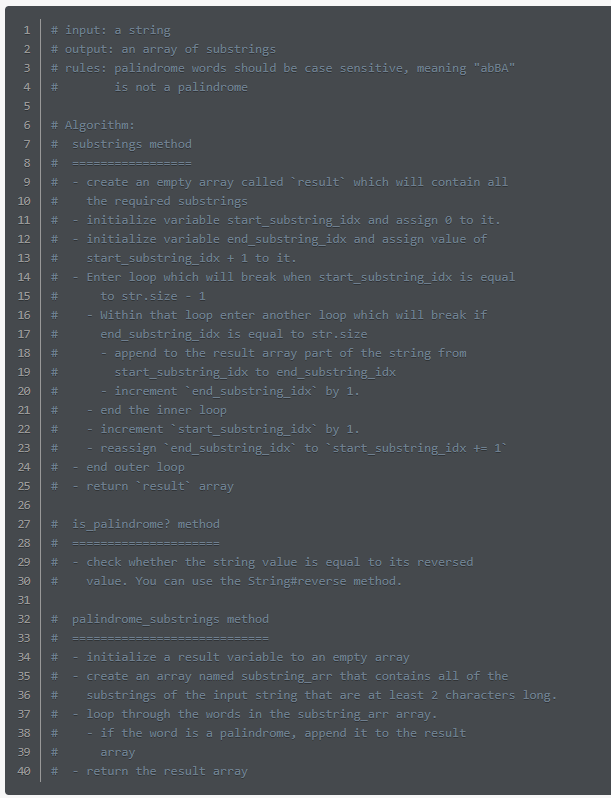 1 # input: a string
2 # output: an array of substrings
3 # rules: palindrome words should be case sensitive, meaning "abBA"
4 #        is not a palindrome
5
6 # Algorithm:
7 #  substrings method
8 #  =================
9 #  - create an empty array called `result` which will contain all
10 #    the required substrings
11 #  - initialize variable start_substring_idx and assign 0 to it.
12 #  - initialize variable end_substring_idx and assign value of
13 #    start_substring_idx + 1 to it.
14 #  - Enter loop which will break when start_substring_idx is equal
15 #      to str.size - 1
16 #    - Within that loop enter another loop which will break if
17 #      end_substring_idx is equal to str.size
18 #      - append to the result array part of the string from
19 #        start_substring_idx to end_substring_idx
20 #      - increment `end_substring_idx` by 1.
21 #    - end the inner loop
22 #    - increment `start_substring_idx` by 1.
23 #    - reassign `end_substring_idx` to `start_substring_idx += 1`
24 #  - end outer loop
25 #  - return `result` array
26
27 #  is_palindrome? method
28 #  =====================
29 #  - check whether the string value is equal to its reversed
30 #    value. You can use the String#reverse method.
31
32 #  palindrome_substrings method
33 #  ============================
34 #  - initialize a result variable to an empty array
35 #  - create an array named substring_arr that contains all of the
36 #    substrings of the input string that are at least 2 characters long.
37 #  - loop through the words in the substring_arr array.
38 #    - if the word is a palindrome, append it to the result
39 #      array
40 #  - return the result array